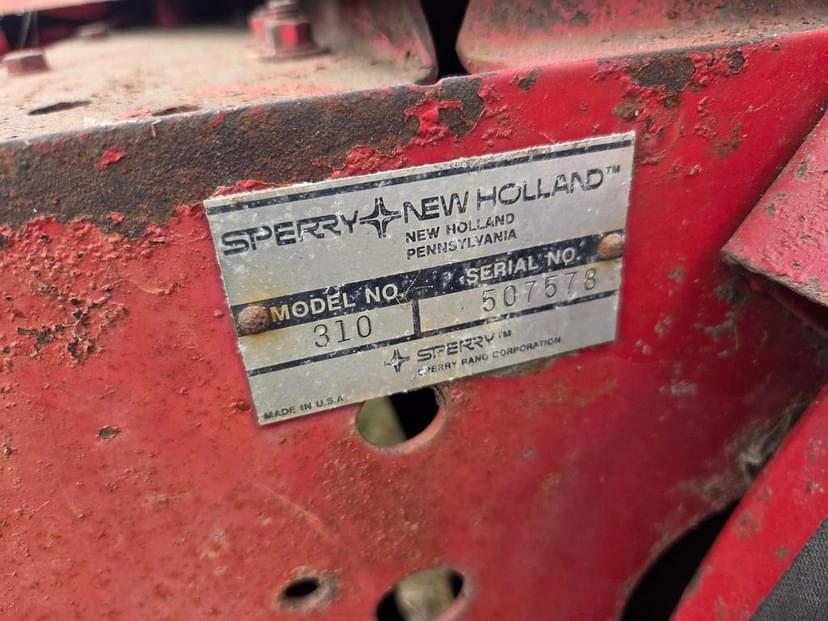 SPERRY NEW HOLLAND™
NEW HOLLAND
PENNSYLVANIA
MODEL NO. SERIAL NO.
310 507578
SPERRY™
SPERRY RAND CORPORATION
MADE IN U.S.A